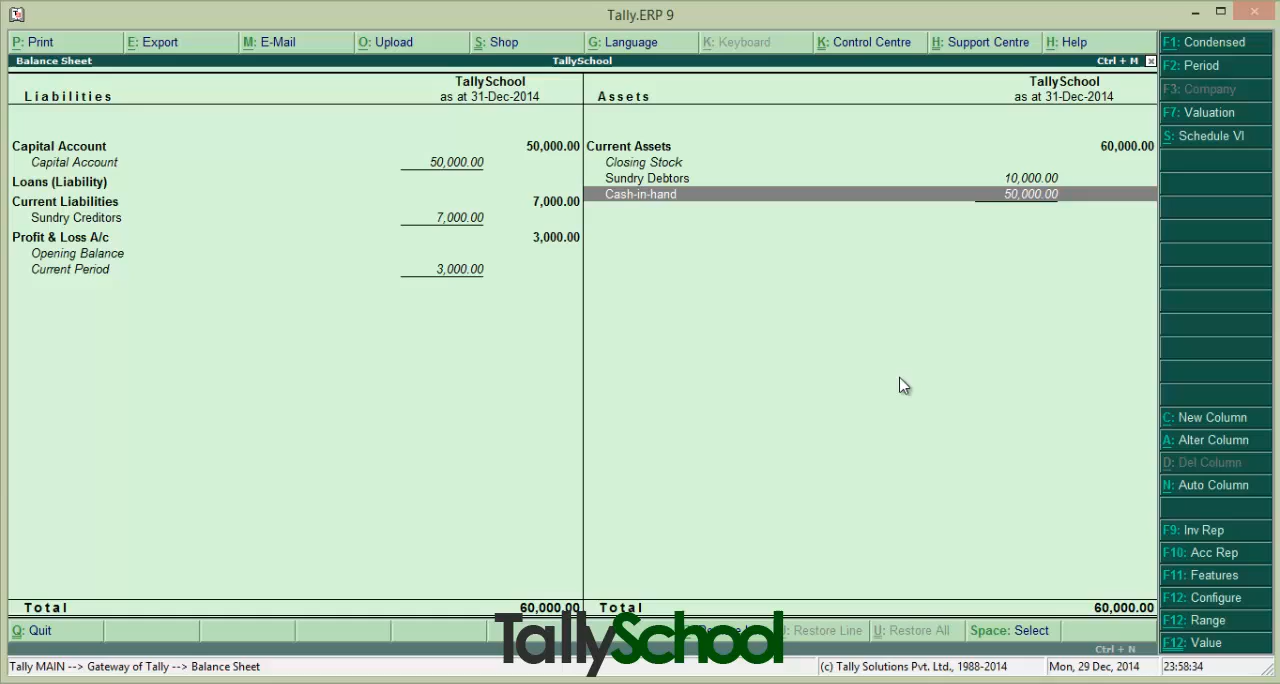 Tally.ERP 9
P: Print E: Export M: E-Mail O: Upload S: Shop G: Language K: Keyboard K: Control Centre H: Support Centre H: Help
Balance Sheet TallySchool Ctrl + M
Liabilities TallySchool as at 31-Dec-2014 Assets TallySchool as at 31-Dec-2014
Capital Account 50,000.00 Current Assets 60,000.00
Capital Account 50,000.00 Closing Stock
Loans (Liability) Sundry Debtors 10,000.00
Current Liabilities 7,000.00 Cash-in-hand 50,000.00
Sundry Creditors 7,000.00
Profit & Loss A/c 3,000.00
Opening Balance
Current Period 3,000.00
Total 60,000.00 Total 60,000.00
F1: Condensed
F2: Period
F3: Company
F7: Valuation
S: Schedule VI
C: New Column
A: Alter Column
D: Del Column
N: Auto Column
F9: Inv Rep
F10: Acc Rep
F11: Features
F12: Configure
F12: Range
F12: Value
Q: Quit Restore Line U: Restore All Space: Select
TallySchool
Ctrl + N
Tally MAIN --> Gateway of Tally --> Balance Sheet (c) Tally Solutions Pvt. Ltd., 1988-2014 Mon, 29 Dec, 2014 23:58:34